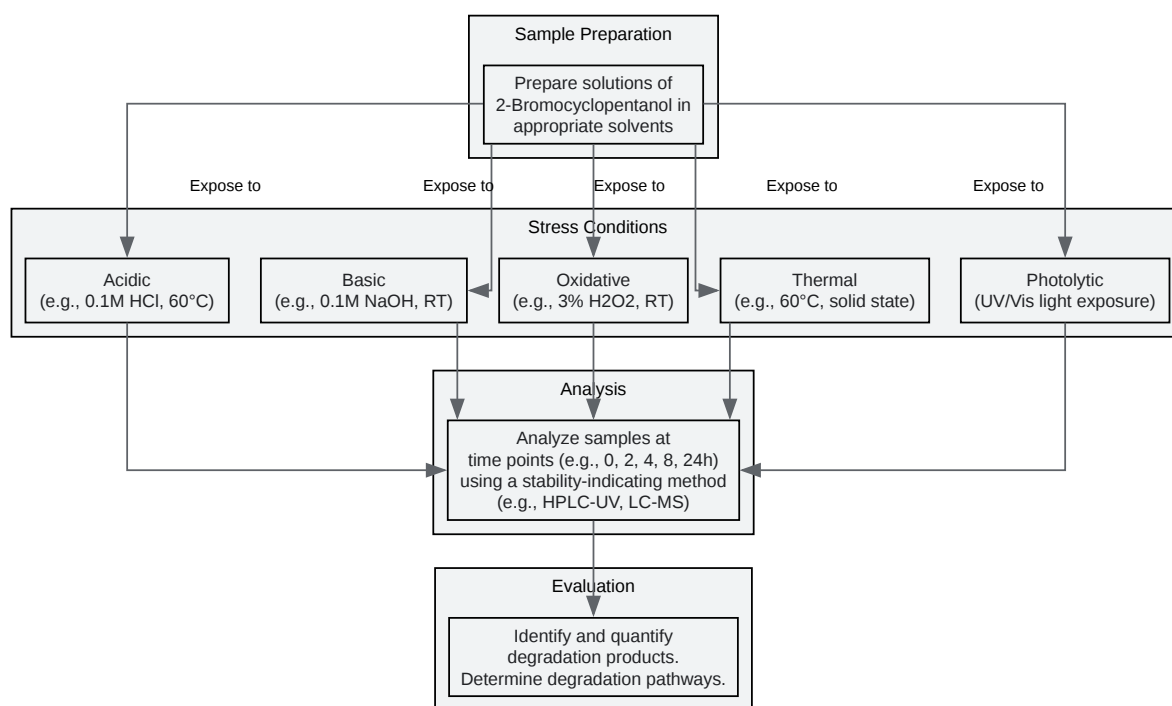 Sample Preparation
Prepare solutions of
2-Bromocyclopentanol in
appropriate solvents
Expose to
Expose to
Expose to
Expose to
Expose to
Stress Conditions
Acidic
(e.g., 0.1M HCl, 60°C)
Basic
(e.g., 0.1M NaOH, RT)
Oxidative
(e.g., 3% H2O2, RT)
Thermal
(e.g., 60°C, solid state)
Photolytic
(UV/Vis light exposure)
Analysis
Analyze samples at
time points (e.g., 0, 2, 4, 8, 24h)
using a stability-indicating method
(e.g., HPLC-UV, LC-MS)
Evaluation
Identify and quantify
degradation products.
Determine degradation pathways.